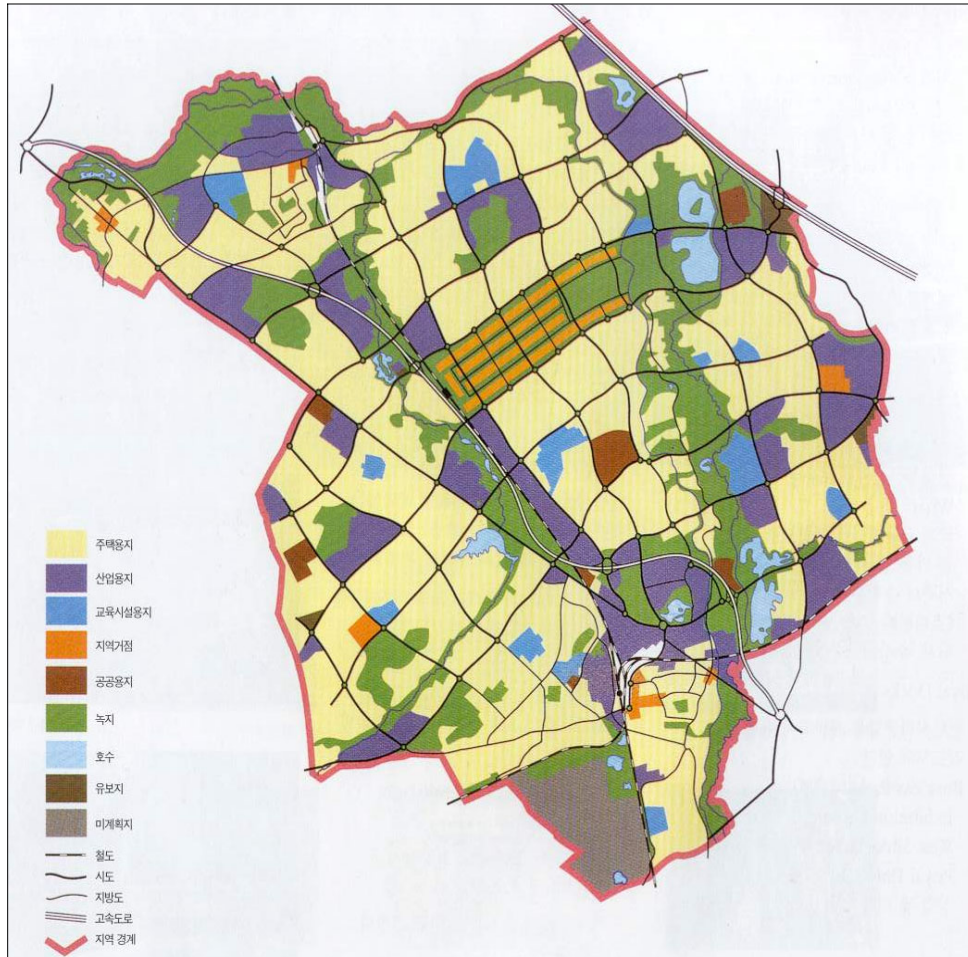 주택용지
산업용지
교육시설용지
지역거점
공공용지
녹지
호수
유보지
미계획지
철도
시도
지방도
고속도로
지역 경계